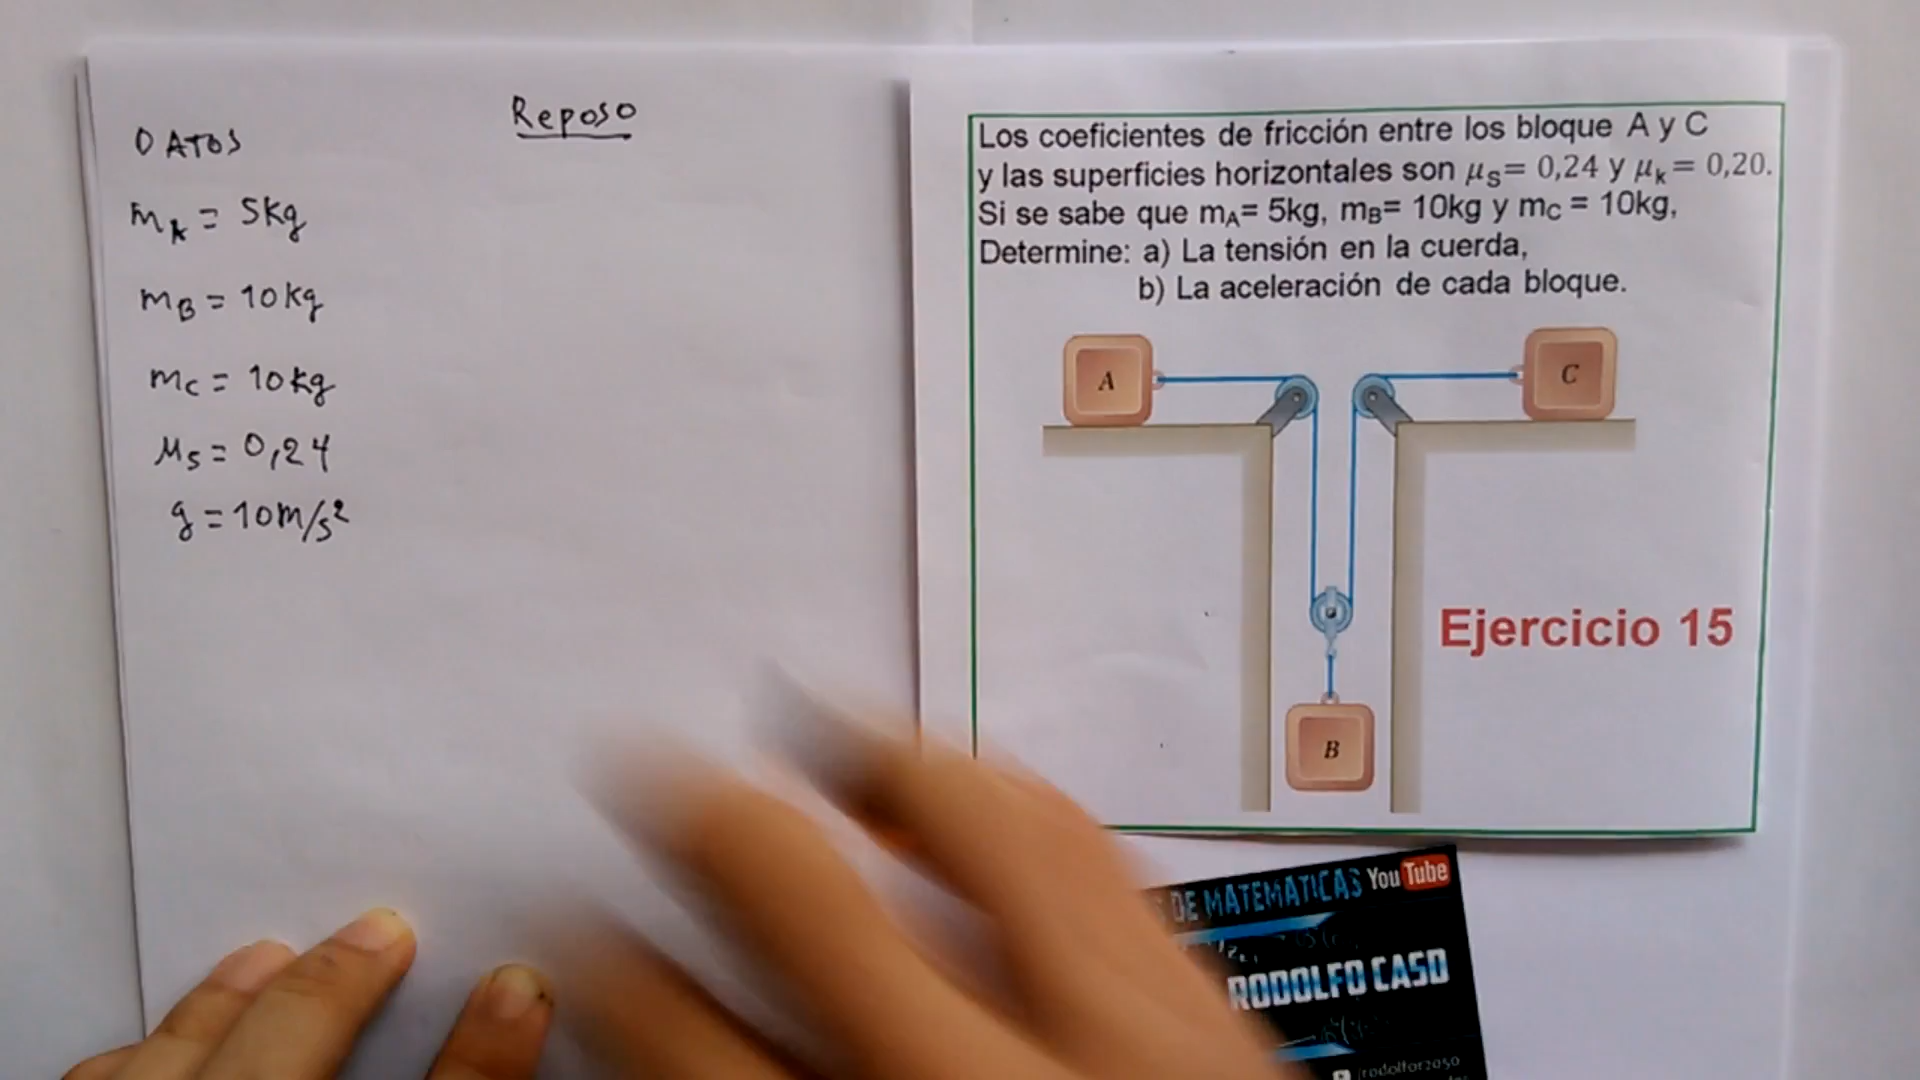 DATOS
Reposo
mA = 5kg
mB = 10kg
mC = 10kg
μs = 0,24
g = 10m/s²
Los coeficientes de fricción entre los bloque A y C
y las superficies horizontales son μs= 0,24 y μk= 0,20.
Si se sabe que mA= 5kg, mB= 10kg y mC = 10kg,
Determine: a) La tensión en la cuerda,
b) La aceleración de cada bloque.
A
C
Ejercicio 15
B
DE MATEMATICAS YouTube
RODOLFO CASO